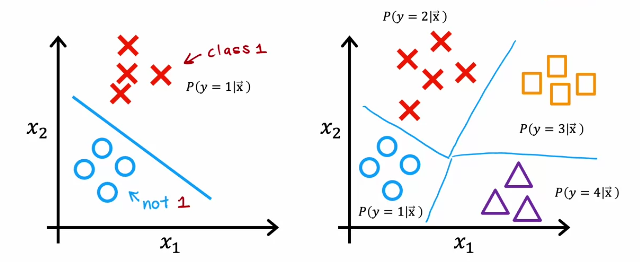 class 1
P(y = 1|x⃗)
x₂
not 1
x₁
P(y = 2|x⃗)
x₂
P(y = 3|x⃗)
P(y = 1|x⃗)
P(y = 4|x⃗)
x₁